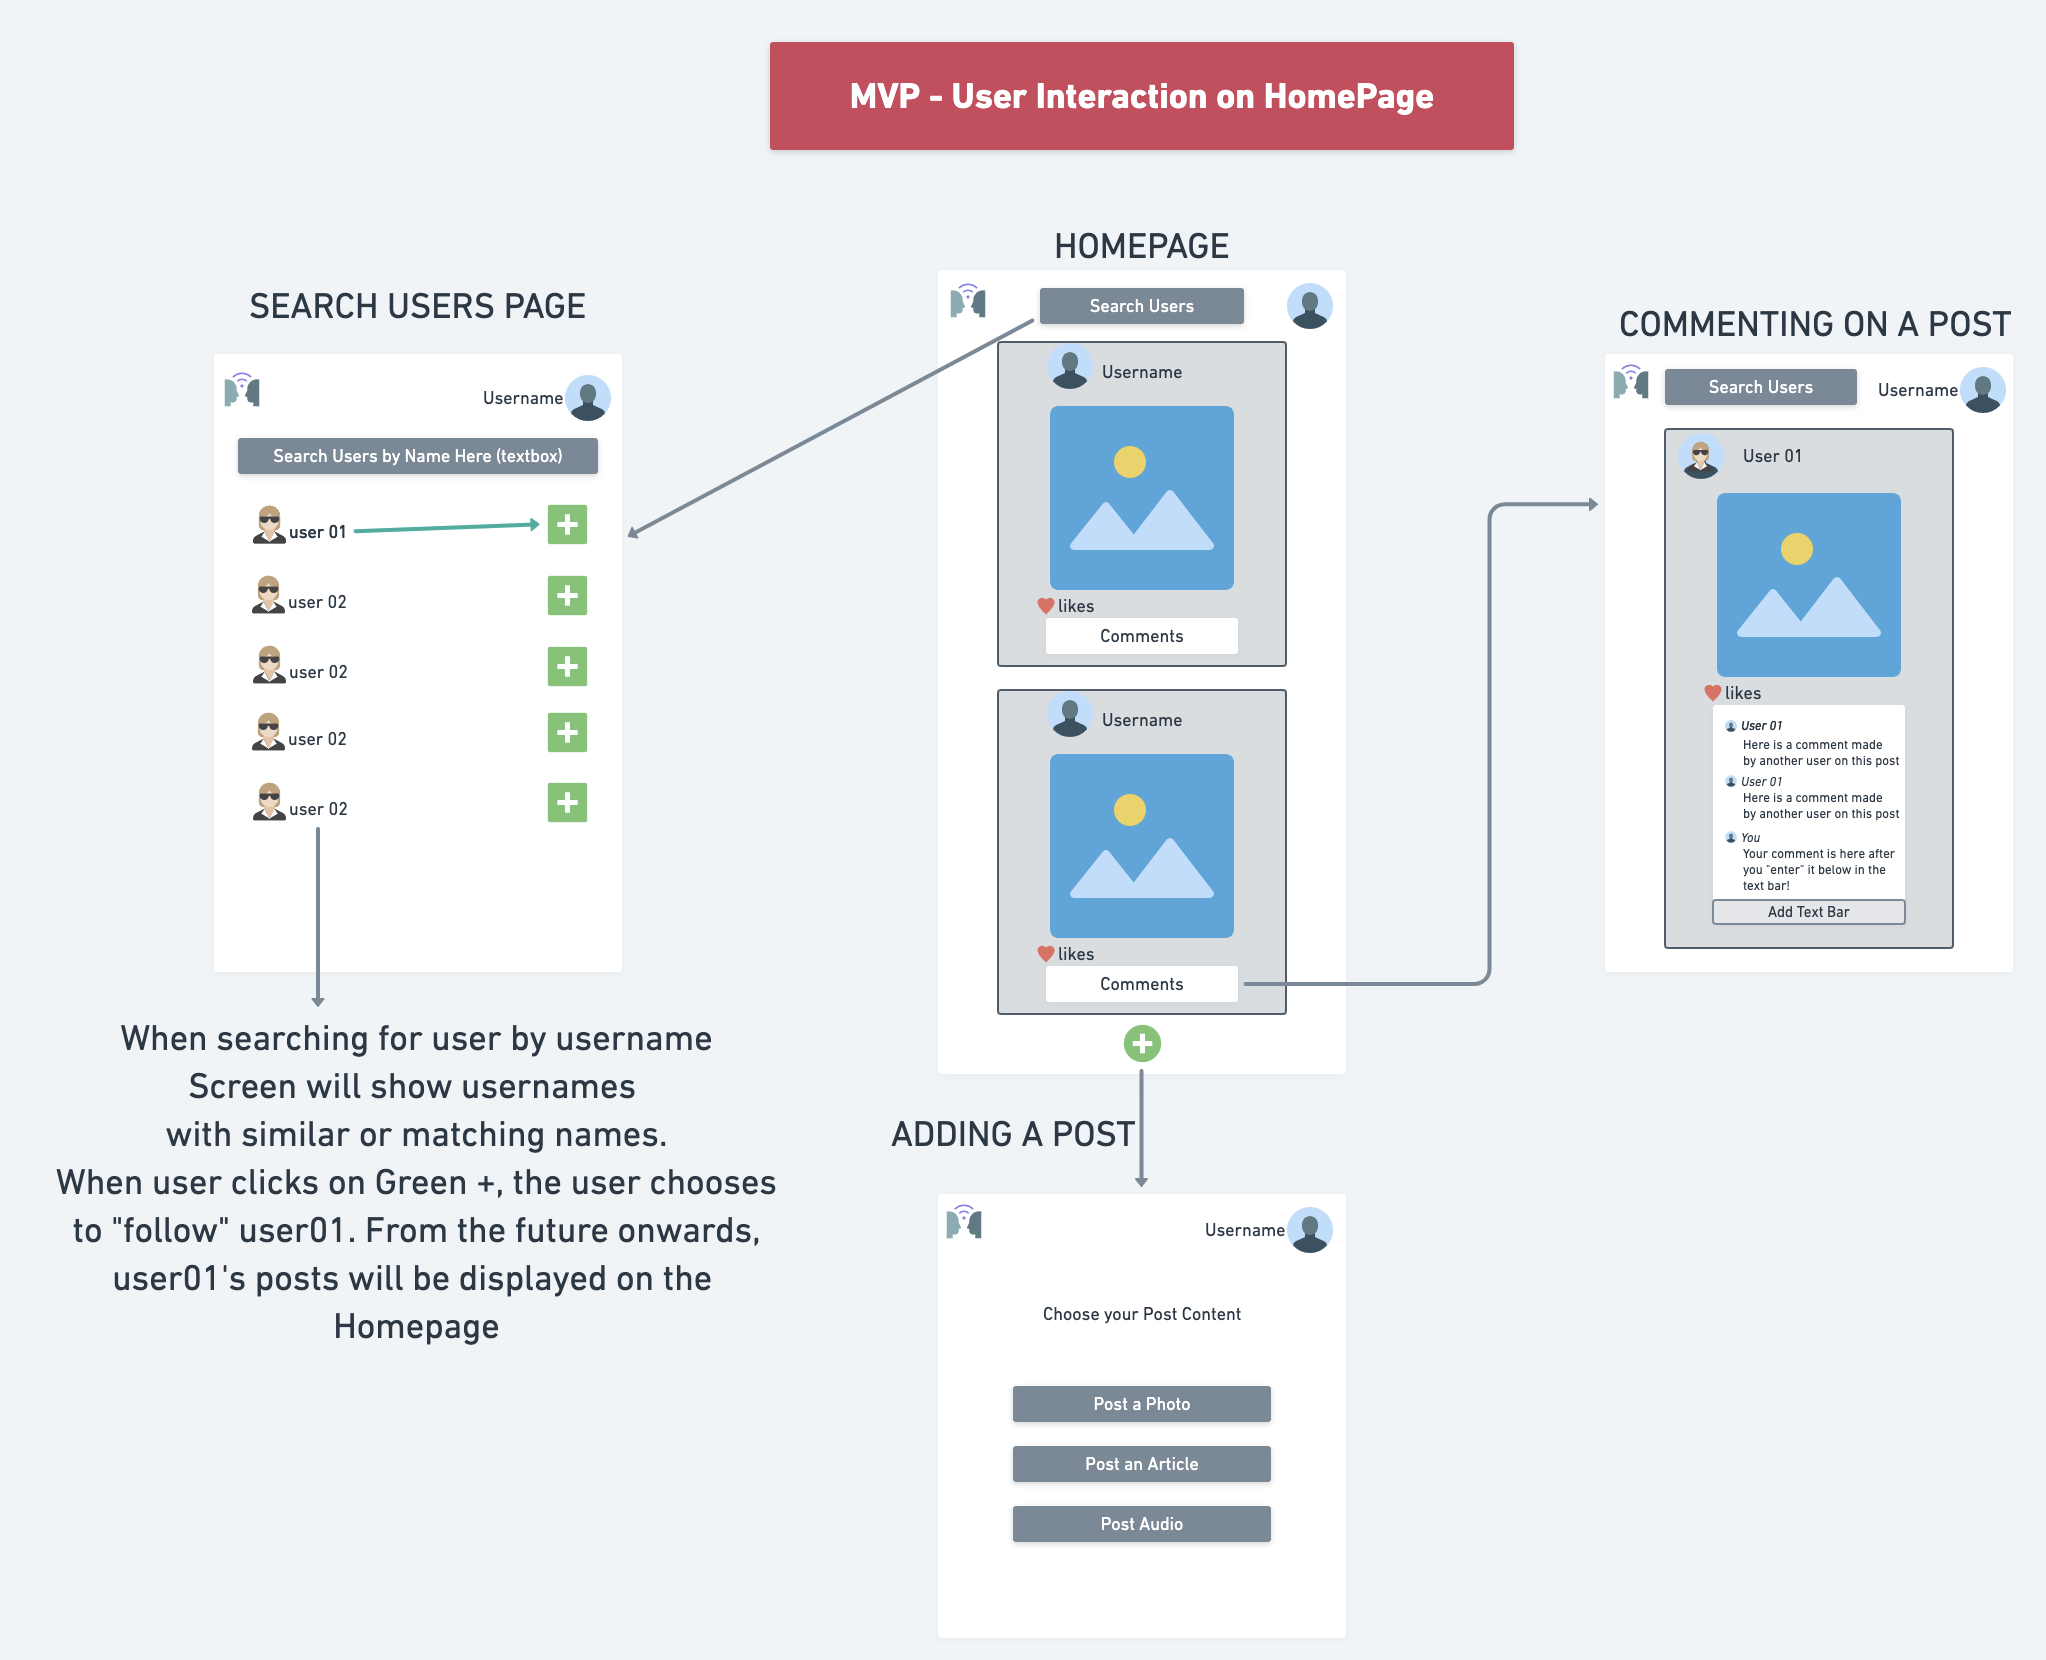 MVP - User Interaction on HomePage
SEARCH USERS PAGE
Username
Search Users by Name Here (textbox)
user 01
user 02
user 02
user 02
user 02
When searching for user by username
Screen will show usernames
with similar or matching names.
When user clicks on Green +, the user chooses
to "follow" user01. From the future onwards,
user01's posts will be displayed on the
Homepage
HOMEPAGE
Search Users
Username
likes
Comments
Username
likes
Comments
ADDING A POST
Username
Choose your Post Content
Post a Photo
Post an Article
Post Audio
COMMENTING ON A POST
Search Users
Username
User 01
likes
User 01
Here is a comment made
by another user on this post
User 01
Here is a comment made
by another user on this post
You
Your comment is here after
you "enter" it below in the
text bar!
Add Text Bar